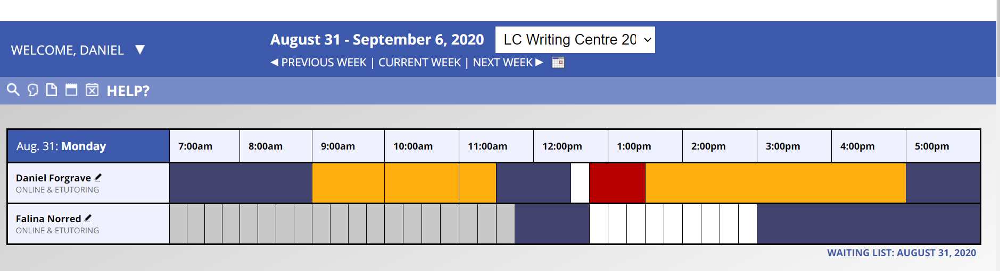 WELCOME, DANIEL ▼
August 31 - September 6, 2020
LC Writing Centre 20
◀ PREVIOUS WEEK | CURRENT WEEK | NEXT WEEK ▶
HELP?
Aug. 31: Monday 7:00am 8:00am 9:00am 10:00am 11:00am 12:00pm 1:00pm 2:00pm 3:00pm 4:00pm 5:00pm
Daniel Forgrave
ONLINE & ETUTORING
Falina Norred
ONLINE & ETUTORING
WAITING LIST: AUGUST 31, 2020